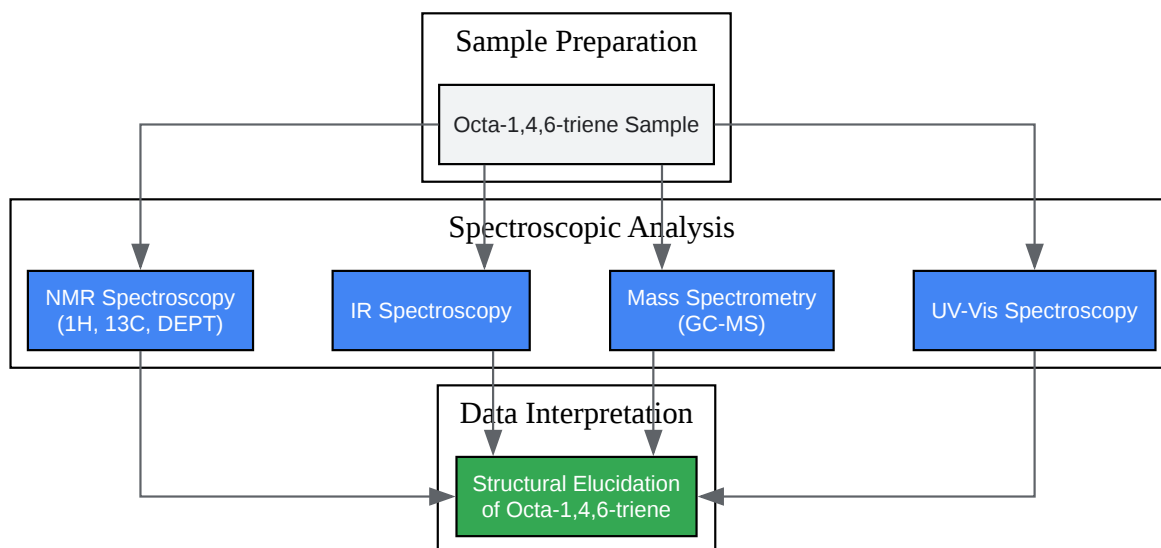 Sample Preparation
Octa-1,4,6-triene Sample
Spectroscopic Analysis
NMR Spectroscopy
(1H, 13C, DEPT)
IR Spectroscopy
Mass Spectrometry
(GC-MS)
UV-Vis Spectroscopy
Data Interpretation
Structural Elucidation
of Octa-1,4,6-triene